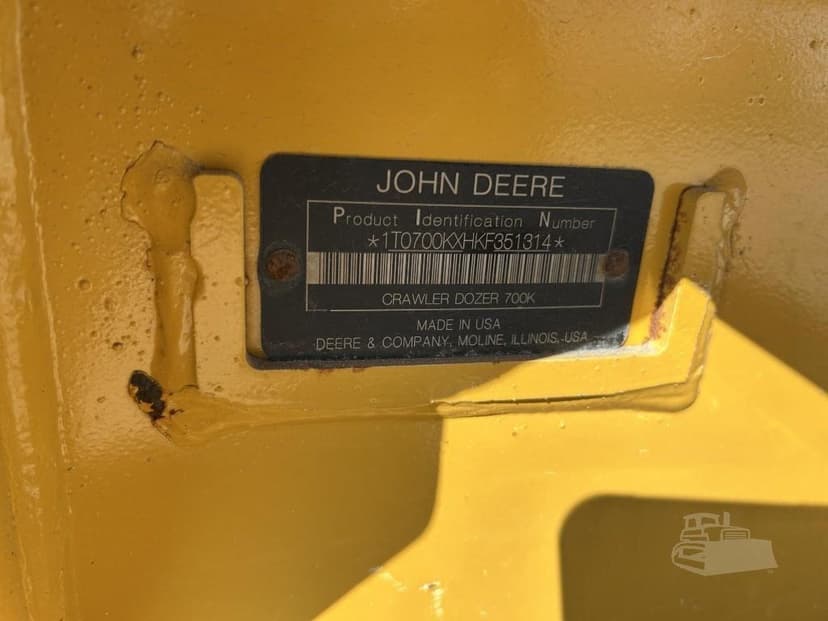 JOHN DEERE
Product Identification Number
*1T0700KXHKF351314*
CRAWLER DOZER 700K
MADE IN USA
DEERE & COMPANY, MOLINE, ILLINOIS, USA